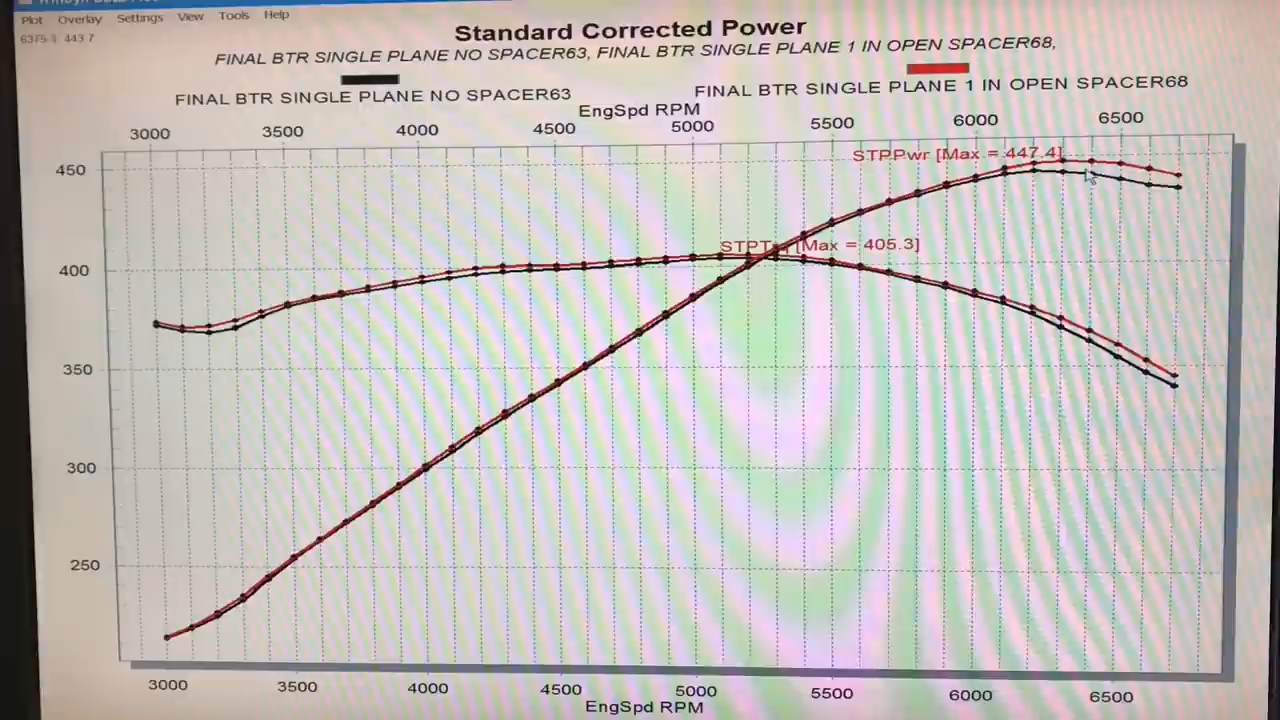 Plot Overlay Settings View Tools Help
Standard Corrected Power
FINAL BTR SINGLE PLANE NO SPACER63, FINAL BTR SINGLE PLANE 1 IN OPEN SPACER68,
FINAL BTR SINGLE PLANE NO SPACER63
FINAL BTR SINGLE PLANE 1 IN OPEN SPACER68
EngSpd RPM
3000 3500 4000 4500 5000 5500 6000 6500
STPPwr [Max = 447.4]
[Max = 405.3]
450
400
350
300
250
3000 3500 4000 4500 5000 5500 6000 6500
EngSpd RPM